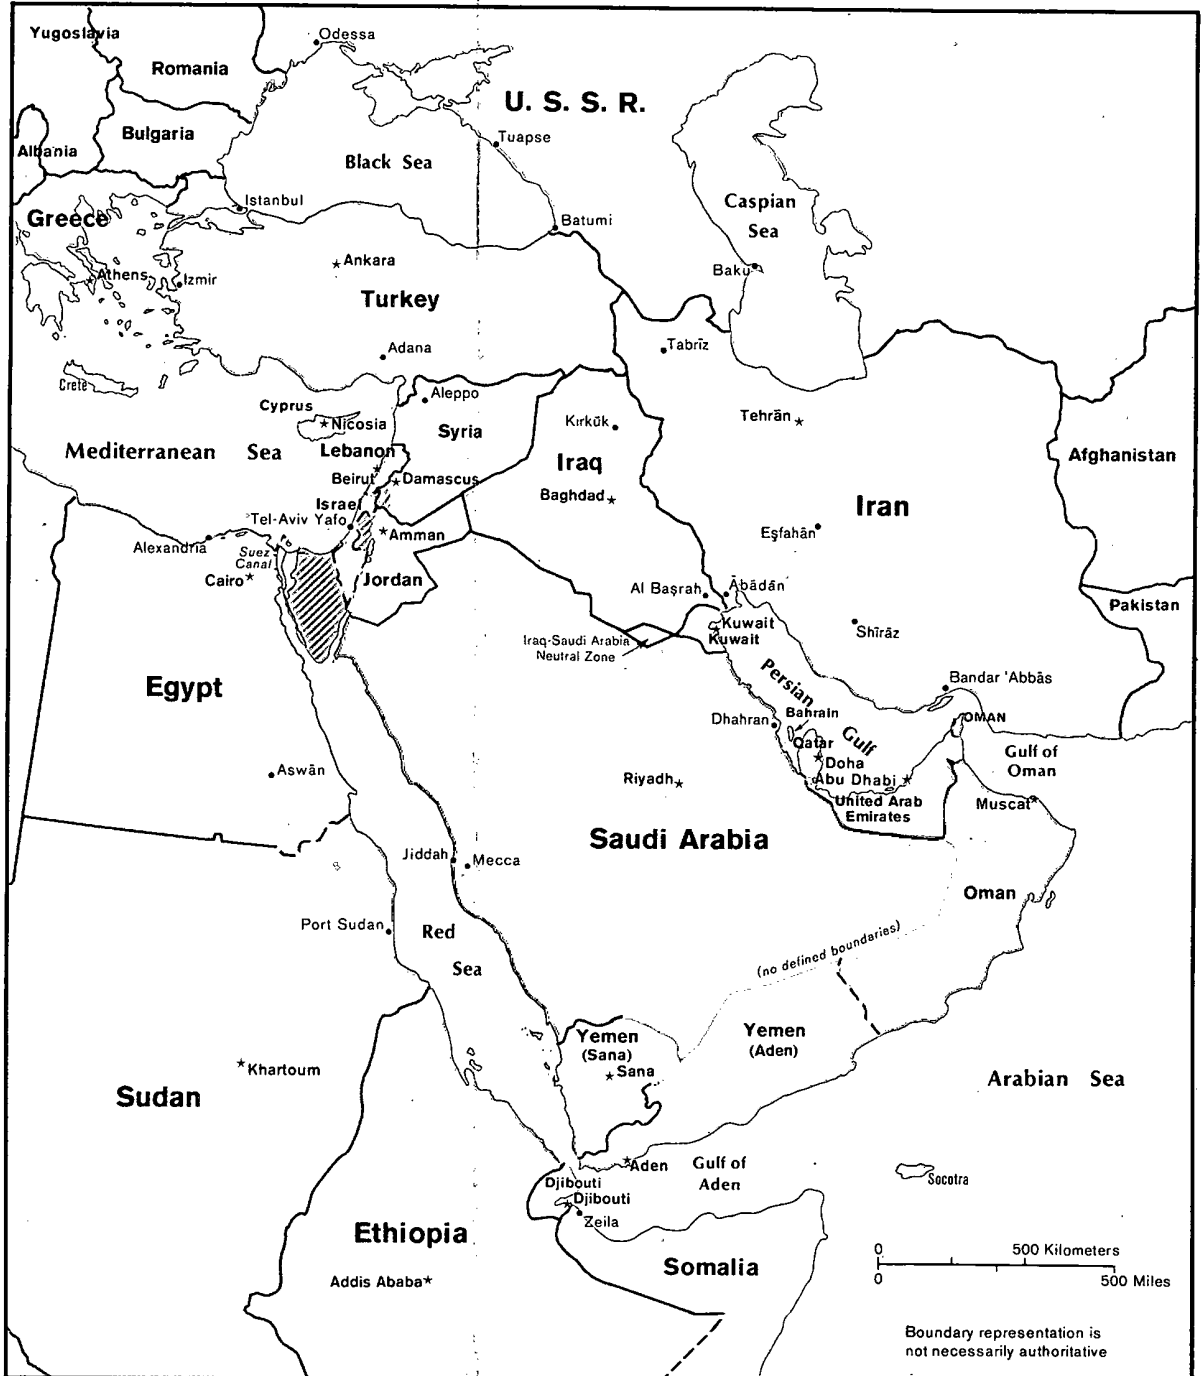 Yugoslavia
Odessa
Romania
U. S. S. R.
Bulgaria
Tuapse
Albania
Black Sea
Caspian
Sea
Istanbul
Greece
Batumi
Ankara
Baku
Athens
Izmir
Turkey
Adana
Tabrīz
Crete
Aleppo
Cyprus
Nicosia
Syria
Kırkūk
Tehrān
Mediterranean Sea
Lebanon
Iraq
Afghanistan
Beirut
Damascus
Baghdad
Israel
Iran
Tel-Aviv Yafo
Amman
Eşfahān
Alexandria
Suez
Canal
Cairo
Jordan
Al Başrah
Ābādān
Pakistan
Kuwait
Kuwait
Shīrāz
Iraq-Saudi Arabia
Neutral Zone
Egypt
Persian
Gulf
Bandar 'Abbās
Dhahran
Bahrain
OMAN
Qatar
Doha
Gulf of
Oman
Aswān
Riyadh
Abu Dhabi
United Arab
Emirates
Muscat
Saudi Arabia
Jiddah
Mecca
Oman
Port Sudan
Red
Sea
(no defined boundaries)
Yemen
(Sana)
Sana
Yemen
(Aden)
Khartoum
Sudan
Arabian Sea
Aden
Gulf of
Aden
Socotra
Djibouti
Djibouti
Zeila
Ethiopia
Somalia
Addis Ababa
0 500 Kilometers
0 500 Miles
Boundary representation is
not necessarily authoritative